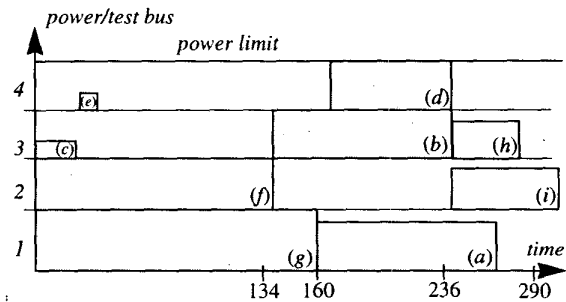 power/test bus
power limit
4
(e)
(d)
3
(c)
(b)
(h)
2
(f)
(i)
1
(g)
(a)
time
134
160
236
290